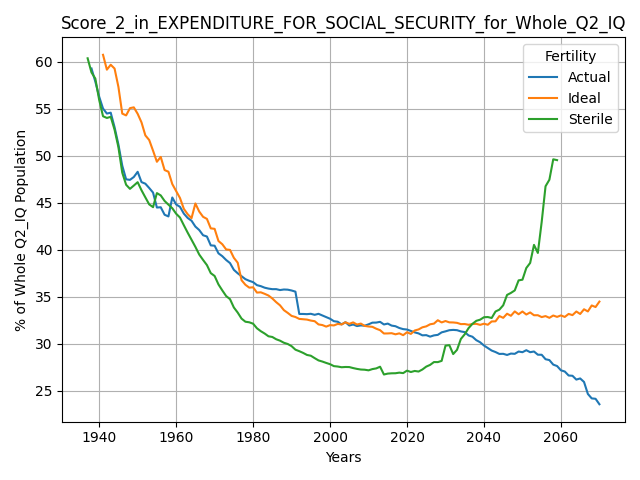 Score_2_in_EXPENDITURE_FOR_SOCIAL_SECURITY_for_Whole_Q2_IQ
Fertility
Actual
Ideal
Sterile
% of Whole Q2_IQ Population
60
55
50
45
40
35
30
25
1940 1960 1980 2000 2020 2040 2060
Years